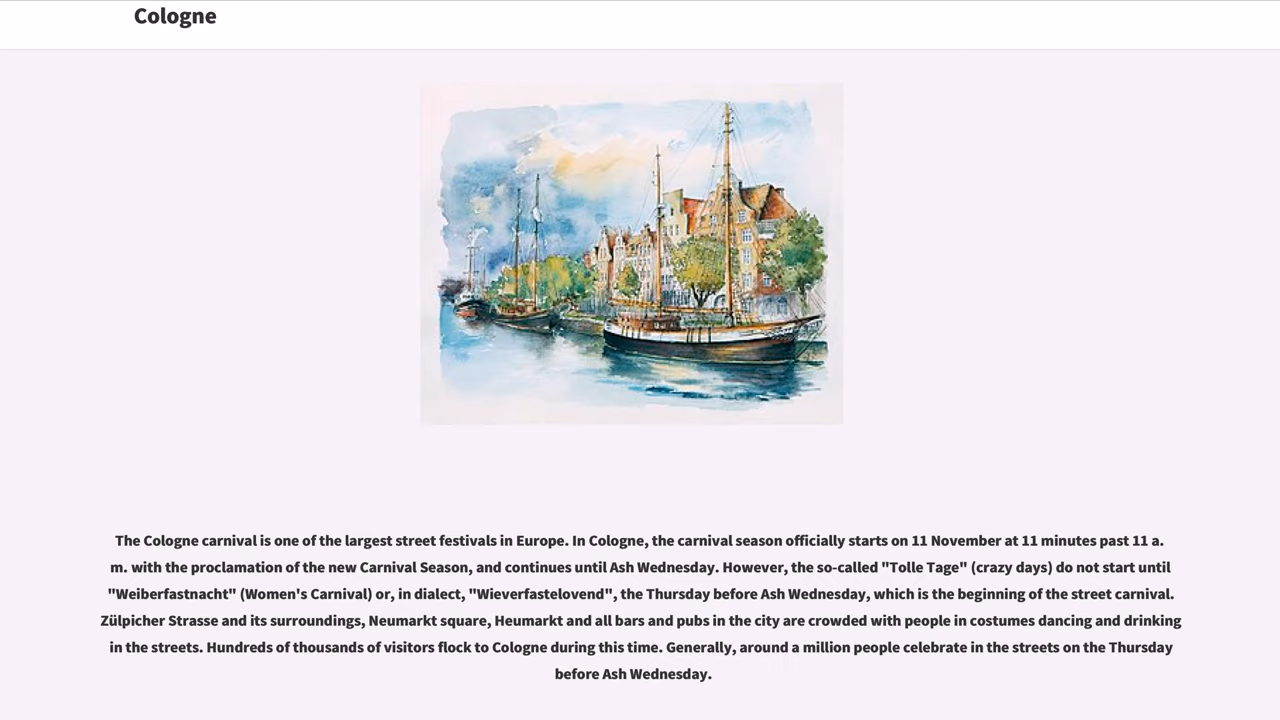 Cologne
The Cologne carnival is one of the largest street festivals in Europe. In Cologne, the carnival season officially starts on 11 November at 11 minutes past 11 a.
m. with the proclamation of the new Carnival Season, and continues until Ash Wednesday. However, the so-called "Tolle Tage" (crazy days) do not start until
"Weiberfastnacht" (Women's Carnival) or, in dialect, "Wieverfastelovend", the Thursday before Ash Wednesday, which is the beginning of the street carnival.
Zülpicher Strasse and its surroundings, Neumarkt square, Heumarkt and all bars and pubs in the city are crowded with people in costumes dancing and drinking
in the streets. Hundreds of thousands of visitors flock to Cologne during this time. Generally, around a million people celebrate in the streets on the Thursday
before Ash Wednesday.